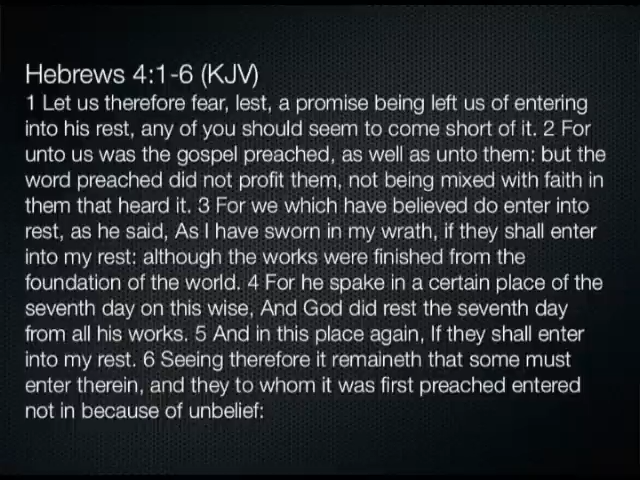 Hebrews 4:1-6 (KJV)
1 Let us therefore fear, lest, a promise being left us of entering
into his rest, any of you should seem to come short of it. 2 For
unto us was the gospel preached, as well as unto them: but the
word preached did not profit them, not being mixed with faith in
them that heard it. 3 For we which have believed do enter into
rest, as he said, As I have sworn in my wrath, if they shall enter
into my rest: although the works were finished from the
foundation of the world. 4 For he spake in a certain place of the
seventh day on this wise, And God did rest the seventh day
from all his works. 5 And in this place again, If they shall enter
into my rest. 6 Seeing therefore it remaineth that some must
enter therein, and they to whom it was first preached entered
not in because of unbelief: